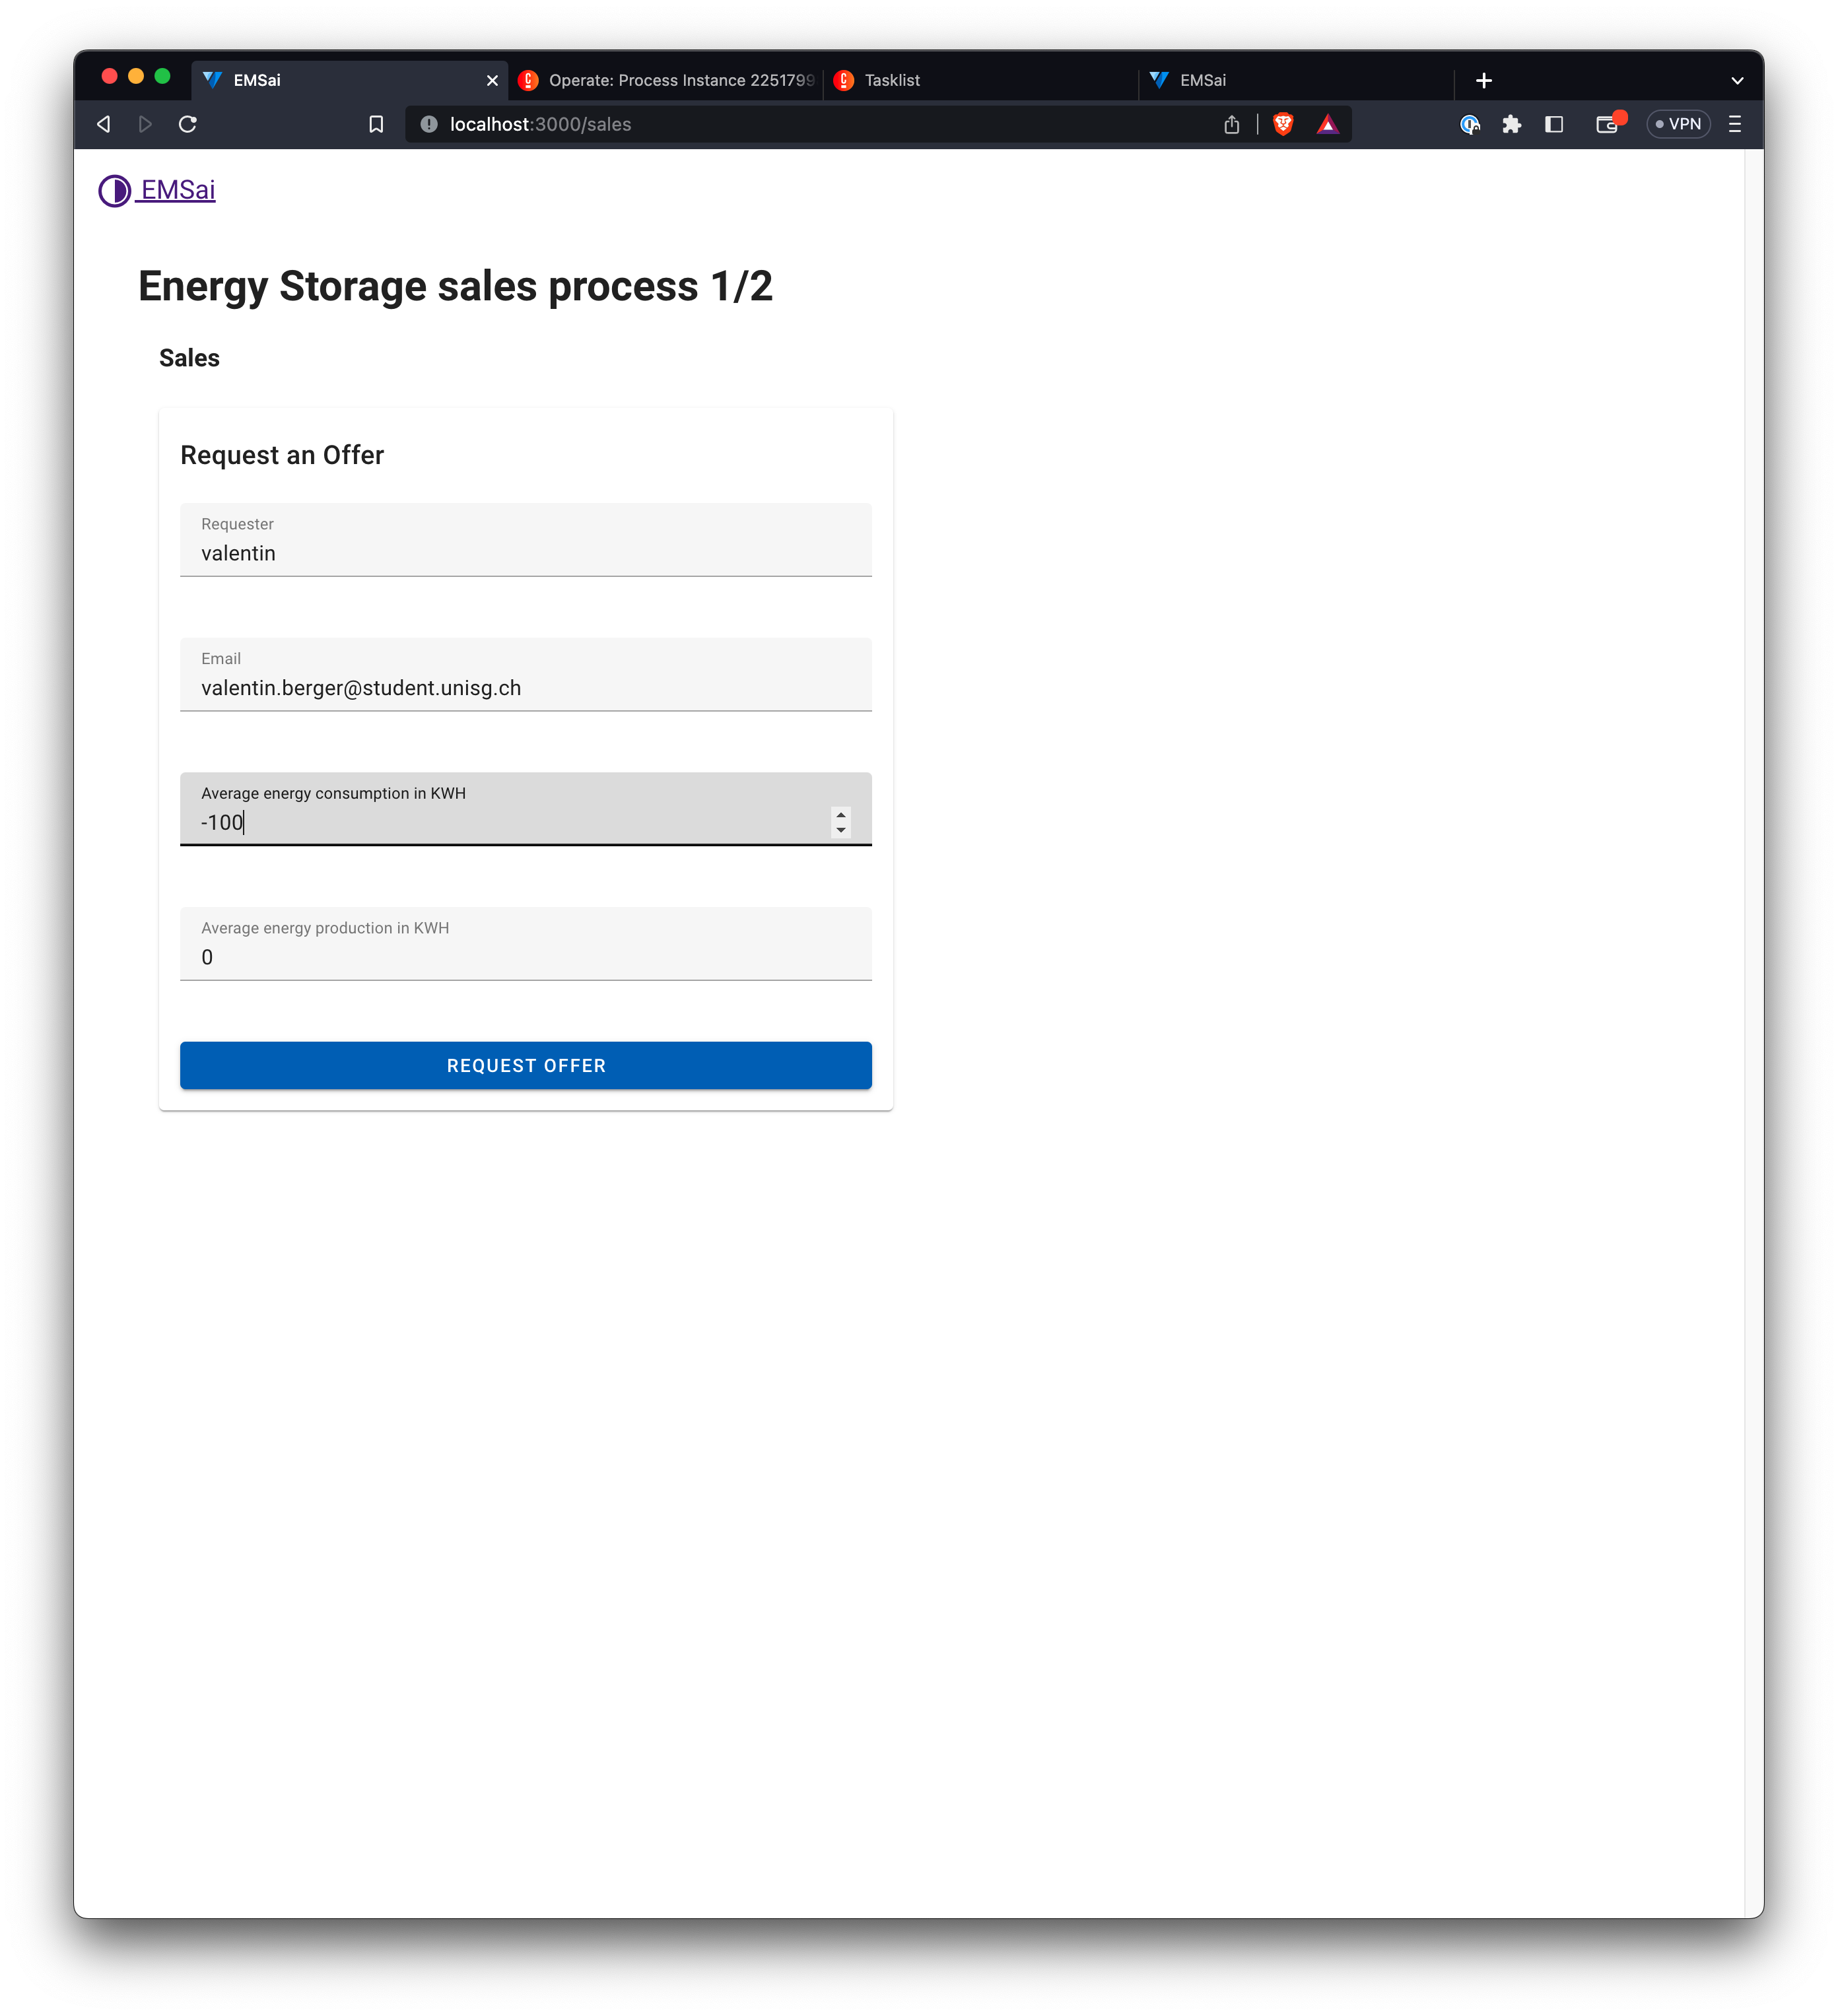 EMSai
Operate: Process Instance 2251799
Tasklist
EMSai
localhost:3000/sales
VPN
EMSai
Energy Storage sales process 1/2
Sales
Request an Offer
Requester
valentin
Email
valentin.berger@student.unisg.ch
Average energy consumption in KWH
-100
Average energy production in KWH
0
REQUEST OFFER